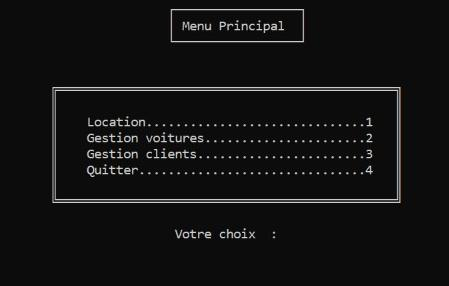 Menu Principal
Location..............................1
Gestion voitures......................2
Gestion clients.......................3
Quitter...............................4
Votre choix  :